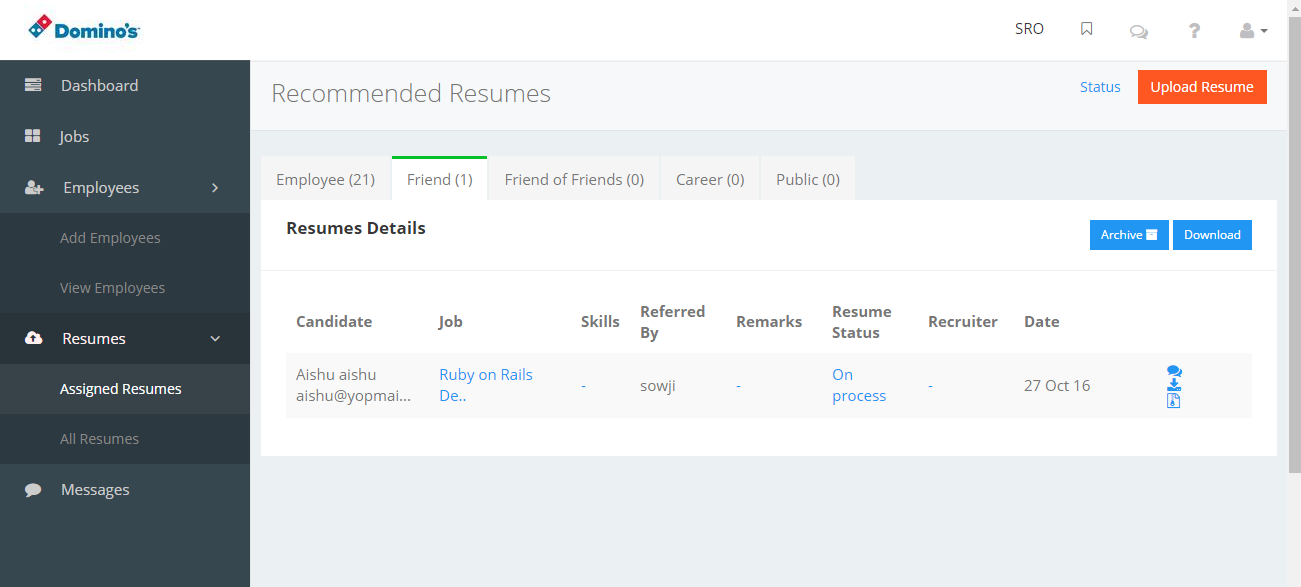 Domino's
SRO
?
Dashboard
Jobs
Employees
Add Employees
View Employees
Resumes
Assigned Resumes
All Resumes
Messages
Recommended Resumes
Status
Upload Resume
Employee (21)
Friend (1)
Friend of Friends (0)
Career (0)
Public (0)
Resumes Details
Archive
Download
Candidate
Job
Skills
Referred
By
Remarks
Resume
Status
Recruiter
Date
Aishu aishu
aishu@yopmai...
Ruby on Rails
De..
-
sowji
-
On
process
-
27 Oct 16